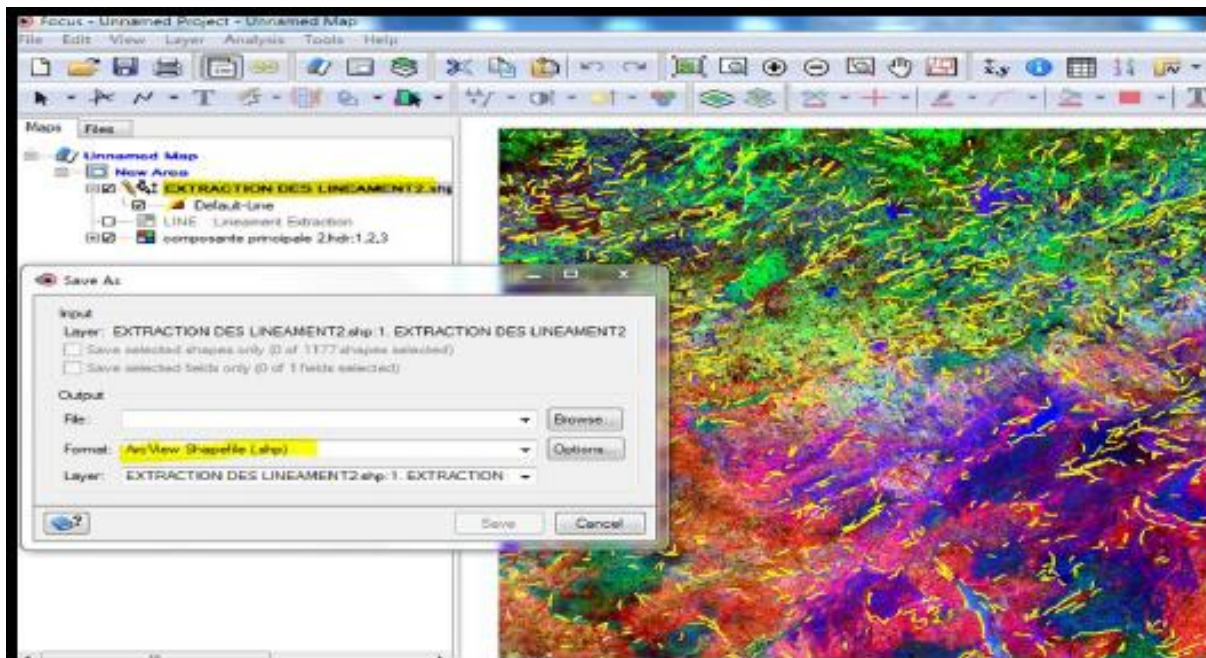 Focus - Unnamed Project - Unnamed Map
File Edit View Layer Analysis Tools Help
Maps Files
Unnamed Map
New Area
EXTRACTION DES LINEAMENT2.shp
Default-Line
LINE Lineament Extraction
composante principale 2.hdr:1,2,3
Save As
Input
Layer: EXTRACTION DES LINEAMENT2.shp:1. EXTRACTION DES LINEAMENT2
Save selected shapes only (0 of 1177 shapes selected)
Save selected fields only (0 of 1 fields selected)
Output
File: Browse...
Format: ArcView Shapefile (.shp) Options...
Layer: EXTRACTION DES LINEAMENT2.shp:1. EXTRACTION
Save Cancel